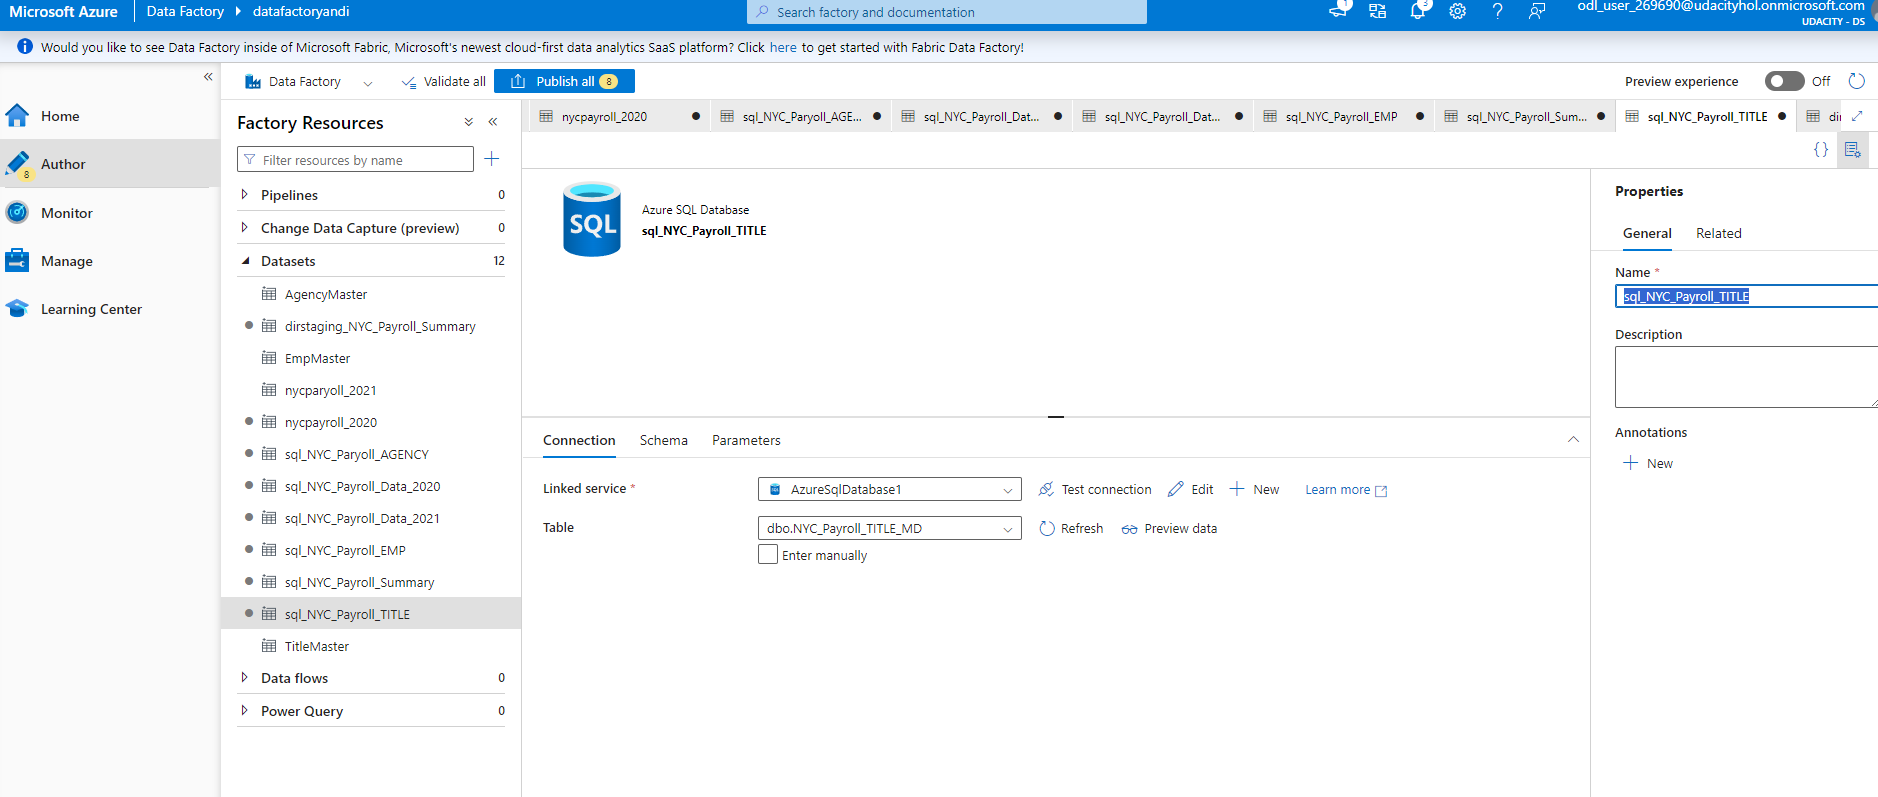 Microsoft Azure
Data Factory
datafactoryandi
Search factory and documentation
1
3
odl_user_269690@udacityhol.onmicrosoft.com
UDACITY - DS
Would you like to see Data Factory inside of Microsoft Fabric, Microsoft's newest cloud-first data analytics SaaS platform? Click here to get started with Fabric Data Factory!
Home
Author
8
Monitor
Manage
Learning Center
Data Factory
Validate all
Publish all 8
Preview experience
Off
Factory Resources
Filter resources by name
Pipelines 0
Change Data Capture (preview) 0
Datasets 12
AgencyMaster
dirstaging_NYC_Payroll_Summary
EmpMaster
nycparyoll_2021
nycpayroll_2020
sql_NYC_Paryoll_AGENCY
sql_NYC_Payroll_Data_2020
sql_NYC_Payroll_Data_2021
sql_NYC_Payroll_EMP
sql_NYC_Payroll_Summary
sql_NYC_Payroll_TITLE
TitleMaster
Data flows 0
Power Query 0
nycpayroll_2020
sql_NYC_Paryoll_AGE...
sql_NYC_Payroll_Dat...
sql_NYC_Payroll_Dat...
sql_NYC_Payroll_EMP
sql_NYC_Payroll_Sum...
sql_NYC_Payroll_TITLE
{}
SQL
Azure SQL Database
sql_NYC_Payroll_TITLE
Connection
Schema
Parameters
Linked service *
AzureSqlDatabase1
Test connection
Edit
New
Learn more
Table
dbo.NYC_Payroll_TITLE_MD
Refresh
Preview data
Enter manually
Properties
General
Related
Name *
sql_NYC_Payroll_TITLE
Description
Annotations
New